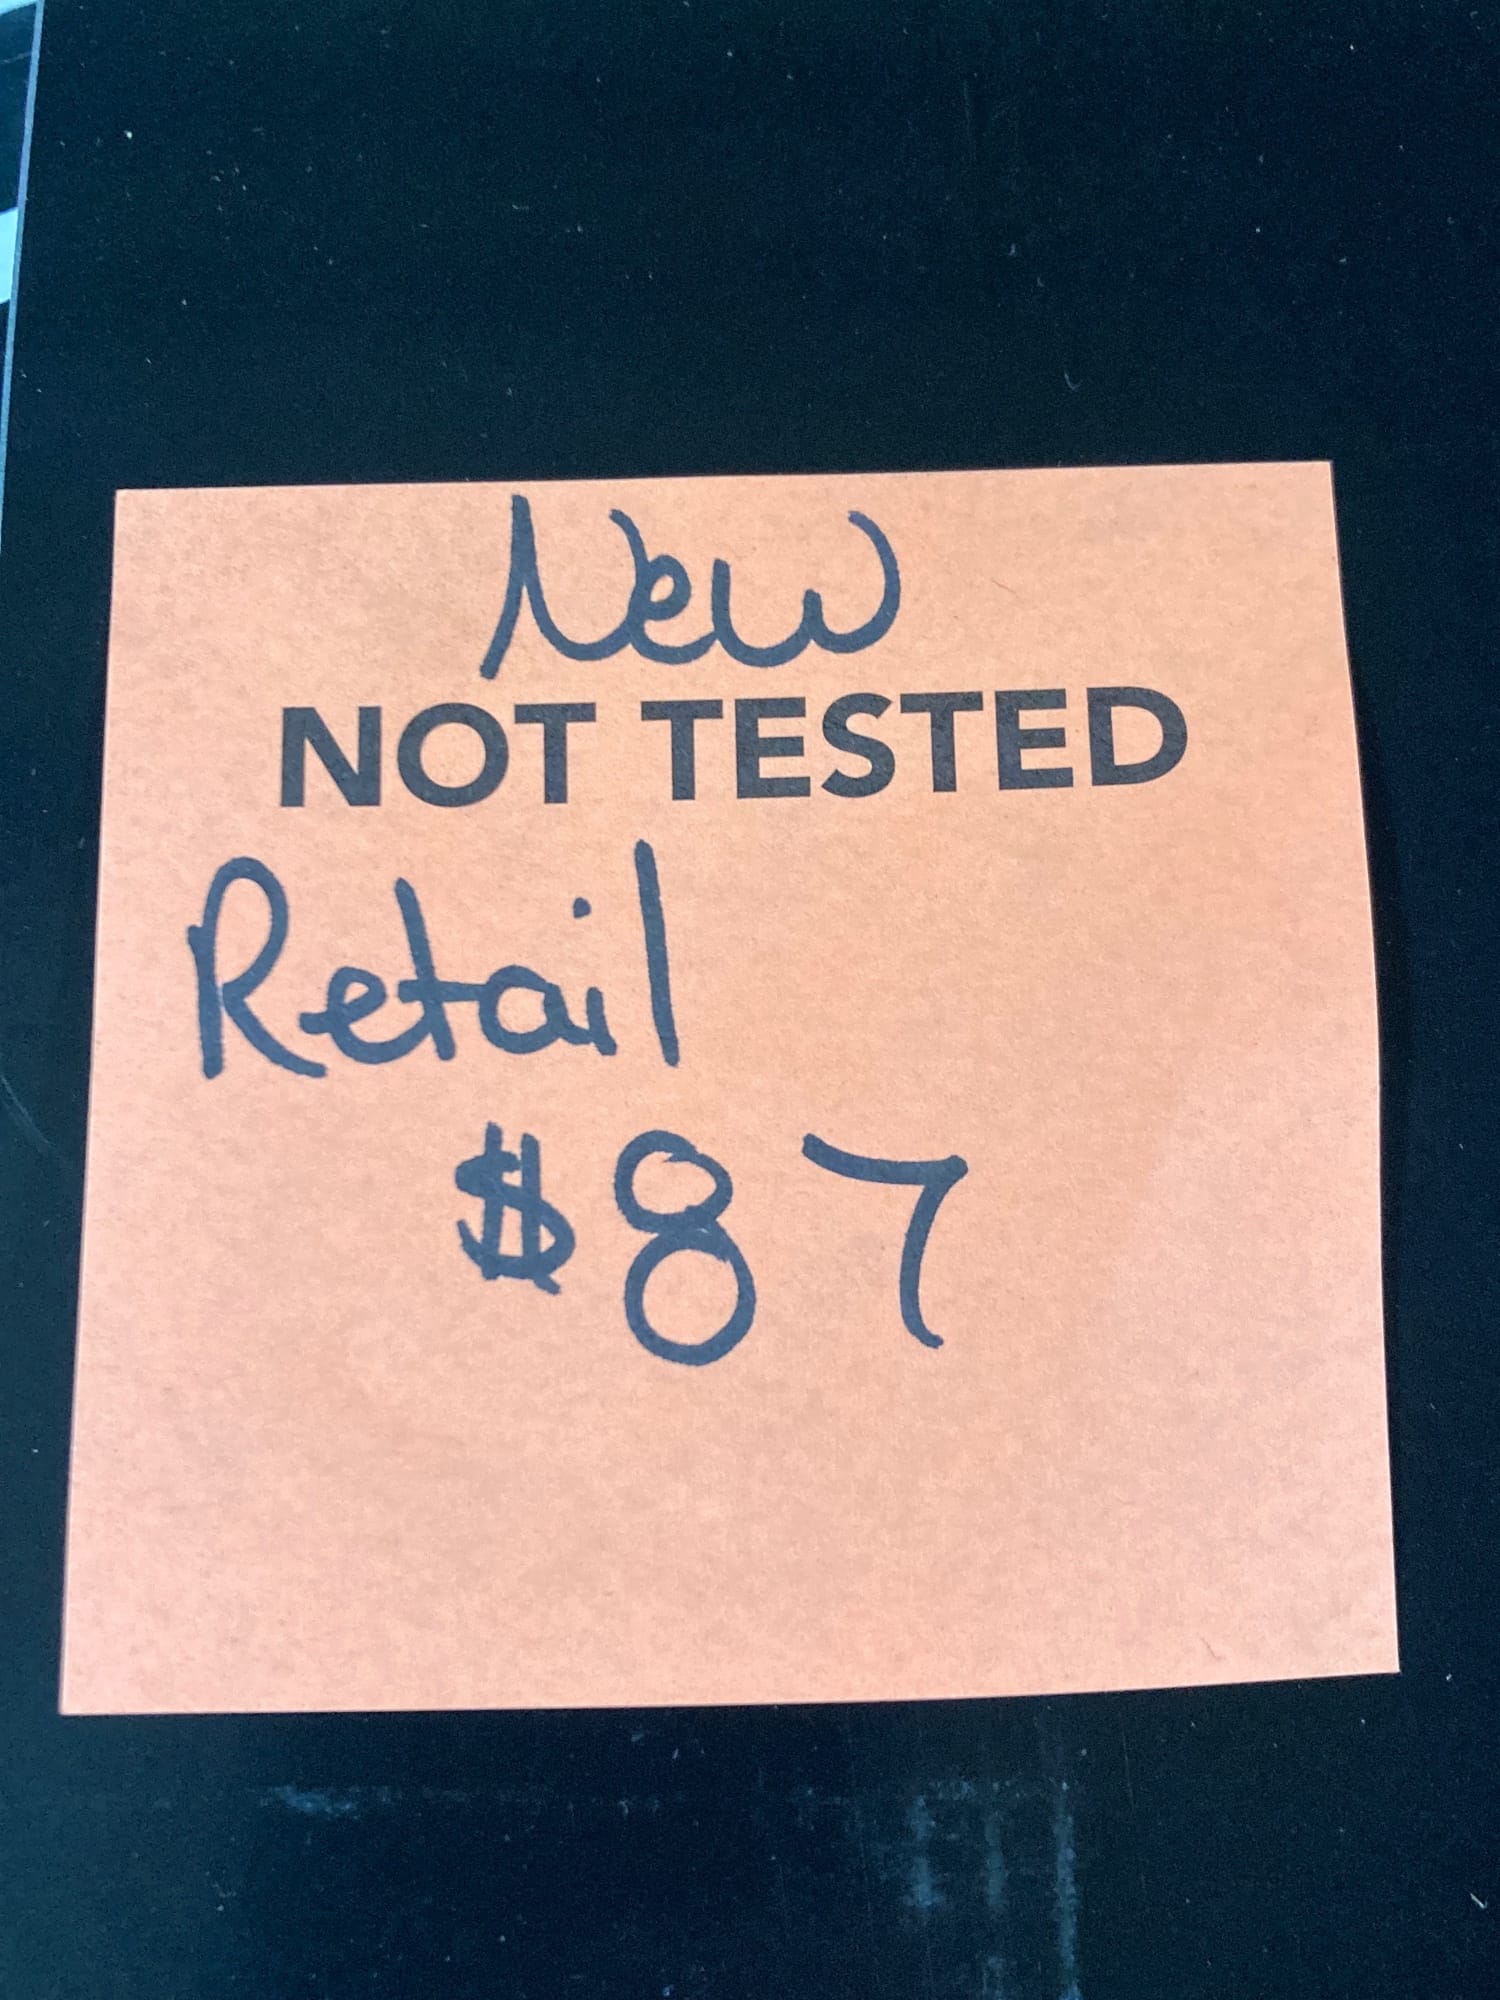 New
NOT TESTED
Retail
$87